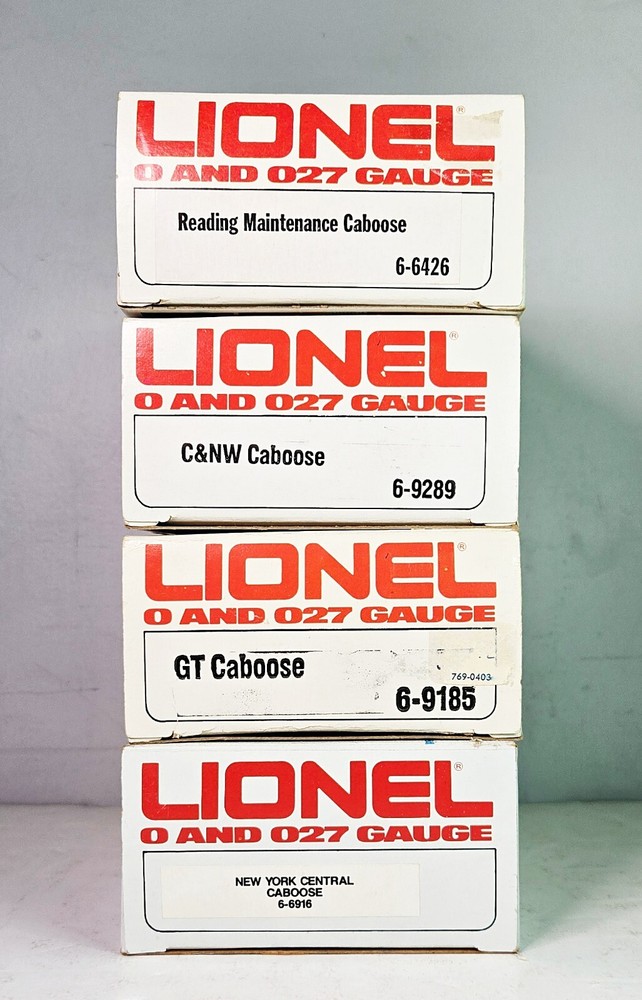 LIONEL®
O AND O27 GAUGE
Reading Maintenance Caboose
6-6426
LIONEL®
O AND O27 GAUGE
C&NW Caboose
6-9289
LIONEL®
O AND O27 GAUGE
GT Caboose
769-0403
6-9185
LIONEL®
O AND O27 GAUGE
NEW YORK CENTRAL
CABOOSE
6-6916